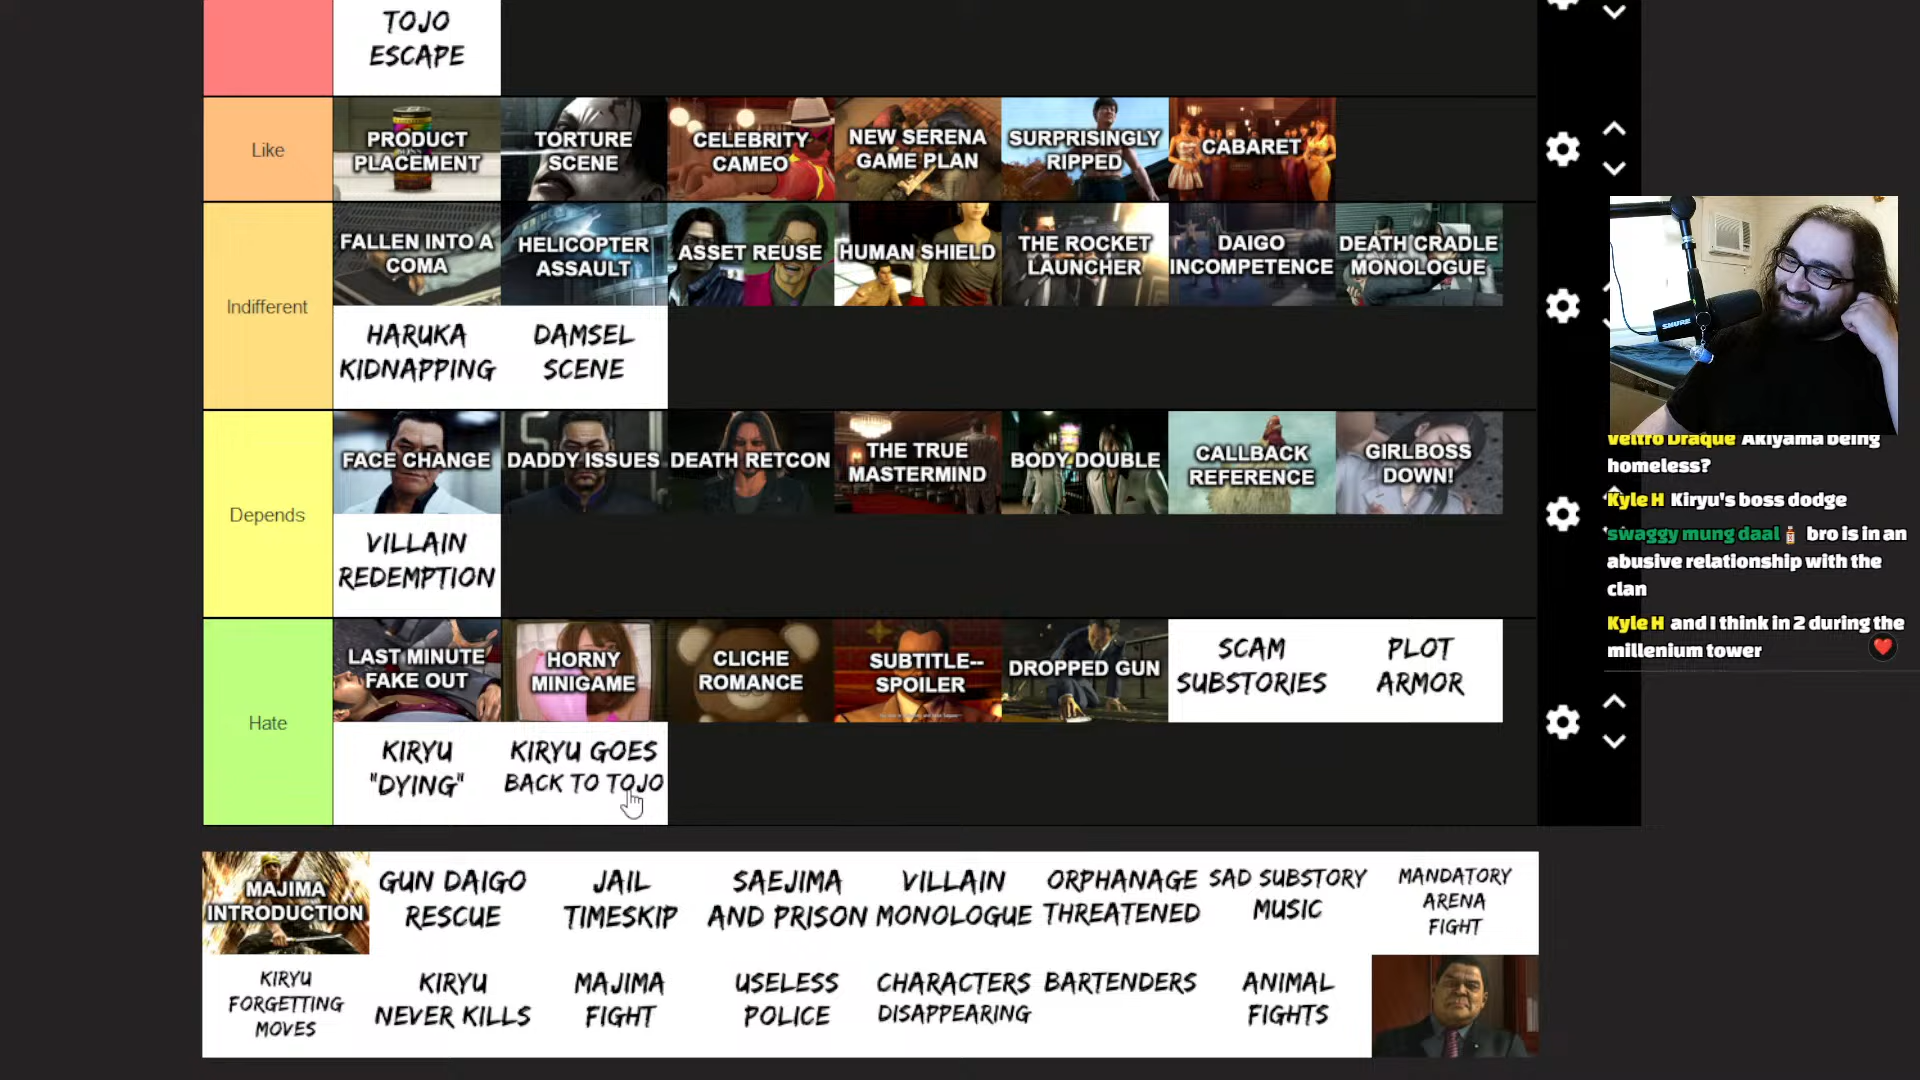 TOJO
ESCAPE
Like
PRODUCT
PLACEMENT
TORTURE
SCENE
CELEBRITY
CAMEO
NEW SERENA
GAME PLAN
SURPRISINGLY
RIPPED
CABARET
Indifferent
FALLEN INTO A
COMA
HELICOPTER
ASSAULT
ASSET REUSE
HUMAN SHIELD
THE ROCKET
LAUNCHER
DAIGO
INCOMPETENCE
DEATH CRADLE
MONOLOGUE
HARUKA
KIDNAPPING
DAMSEL
SCENE
Depends
FACE CHANGE
DADDY ISSUES
DEATH RETCON
THE TRUE
MASTERMIND
BODY DOUBLE
CALLBACK
REFERENCE
GIRLBOSS
DOWN!
VILLAIN
REDEMPTION
Hate
LAST MINUTE
FAKE OUT
HORNY
MINIGAME
CLICHE
ROMANCE
SUBTITLE--
SPOILER
DROPPED GUN
SCAM
SUBSTORIES
PLOT
ARMOR
KIRYU
"DYING"
KIRYU GOES
BACK TO TOJO
MAJIMA
INTRODUCTION
GUN DAIGO
RESCUE
JAIL
TIMESKIP
SAEJIMA
AND PRISON
VILLAIN
MONOLOGUE
ORPHANAGE
THREATENED
SAD SUBSTORY
MUSIC
MANDATORY
ARENA
FIGHT
KIRYU
FORGETTING
MOVES
KIRYU
NEVER KILLS
MAJIMA
FIGHT
USELESS
POLICE
CHARACTERS
DISAPPEARING
BARTENDERS
ANIMAL
FIGHTS
SHURE
Veltro Draque Akiyama being
homeless?
Kyle H Kiryu's boss dodge
swaggy mung daal bro is in an
abusive relationship with the
clan
Kyle H and I think in 2 during the
millenium tower